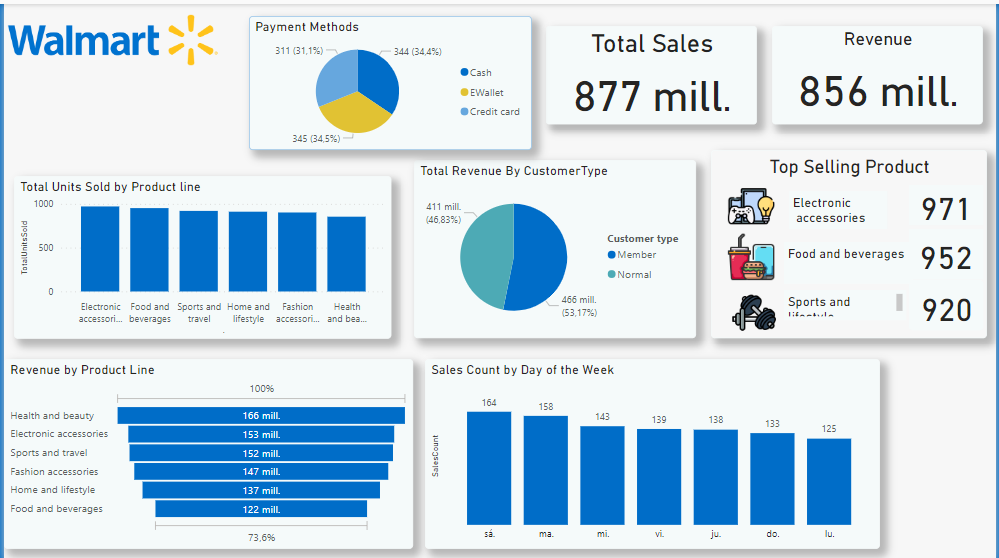 Walmart
Payment Methods
311 (31,1%)
344 (34,4%)
345 (34,5%)
Cash
EWallet
Credit card
Total Sales
877 mill.
Revenue
856 mill.
Total Units Sold by Product line
TotalUnitsSold
1000
500
0
Electronic
accessori...
Food and
beverages
Sports and
travel
Home and
lifestyle
Fashion
accessori...
Health
and bea...
Total Revenue By CustomerType
411 mill.
(46,83%)
466 mill.
(53,17%)
Customer type
Member
Normal
Top Selling Product
Electronic
accessories
971
Food and beverages
952
Sports and
lifestyle
920
Revenue by Product Line
100%
Health and beauty
166 mill.
Electronic accessories
153 mill.
Sports and travel
152 mill.
Fashion accessories
147 mill.
Home and lifestyle
137 mill.
Food and beverages
122 mill.
73,6%
Sales Count by Day of the Week
SalesCount
164
158
143
139
138
133
125
sá.
ma.
mi.
vi.
ju.
do.
lu.